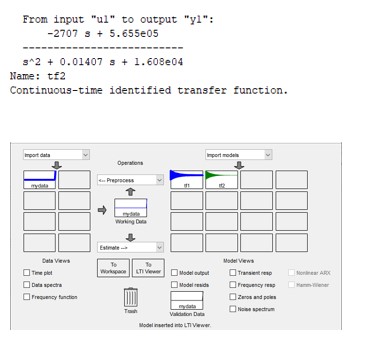 From input "u1" to output "y1":
-2707 s + 5.655e05
--------------------------
s^2 + 0.01407 s + 1.608e04
Name: tf2
Continuous-time identified transfer function.
Import data
Import models
Operations
<-- Preprocess
mydata
tf1
tf2
mydata
Working Data
Estimate -->
Data Views
To Workspace
To LTI Viewer
Model Views
Time plot
Data spectra
Frequency function
Model output
Transient resp
Nonlinear ARX
Model resids
Frequency resp
Hamm-Wiener
Zeros and poles
Noise spectrum
Trash
mydata
Validation Data
Model inserted into LTI Viewer.